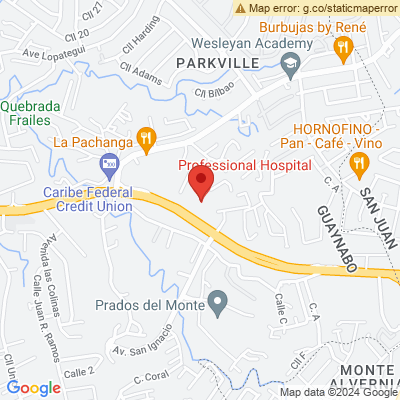 Map error: g.co/staticmaperror
Cll 21
Cll 20
Cll Harding
Burbujas by René
Ave Lopategui
Wesleyan Academy
PARKVILLE
Cll Adams
Cll Bilbao
Quebrada
Frailes
HORNOFINO
Pan - Café - Vino
La Pachanga
Professional Hospital
Caribe Federal
Credit Union
C. A
SAN JUAN
GUAYNABO
Avenida las Colinas
Calle Juan R. Ramos
Prados del Monte
Calle C
C. A
Av. San Ignacio
Cll Un
Calle 2
C. Coral
Cll F
MONTE
ALVERNIA
Google
Map data ©2024 Google